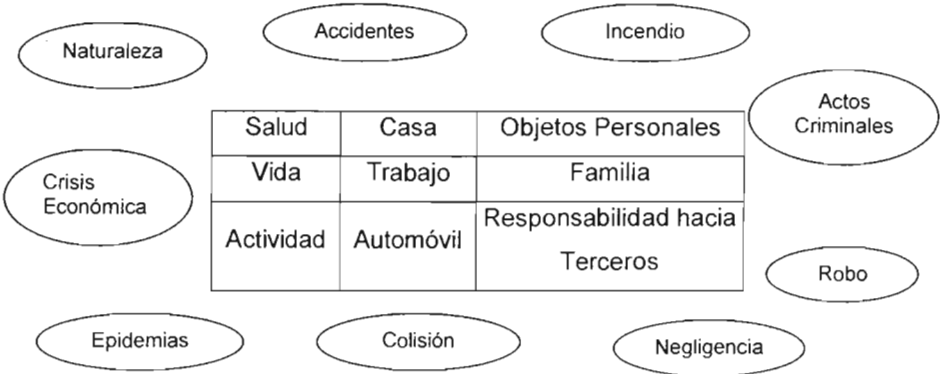 Naturaleza
Accidentes
Incendio
Actos
Criminales
Salud Casa Objetos Personales
Vida Trabajo Familia
Crisis
Económica
Actividad Automóvil Responsabilidad hacia
Terceros
Robo
Epidemias
Colisión
Negligencia